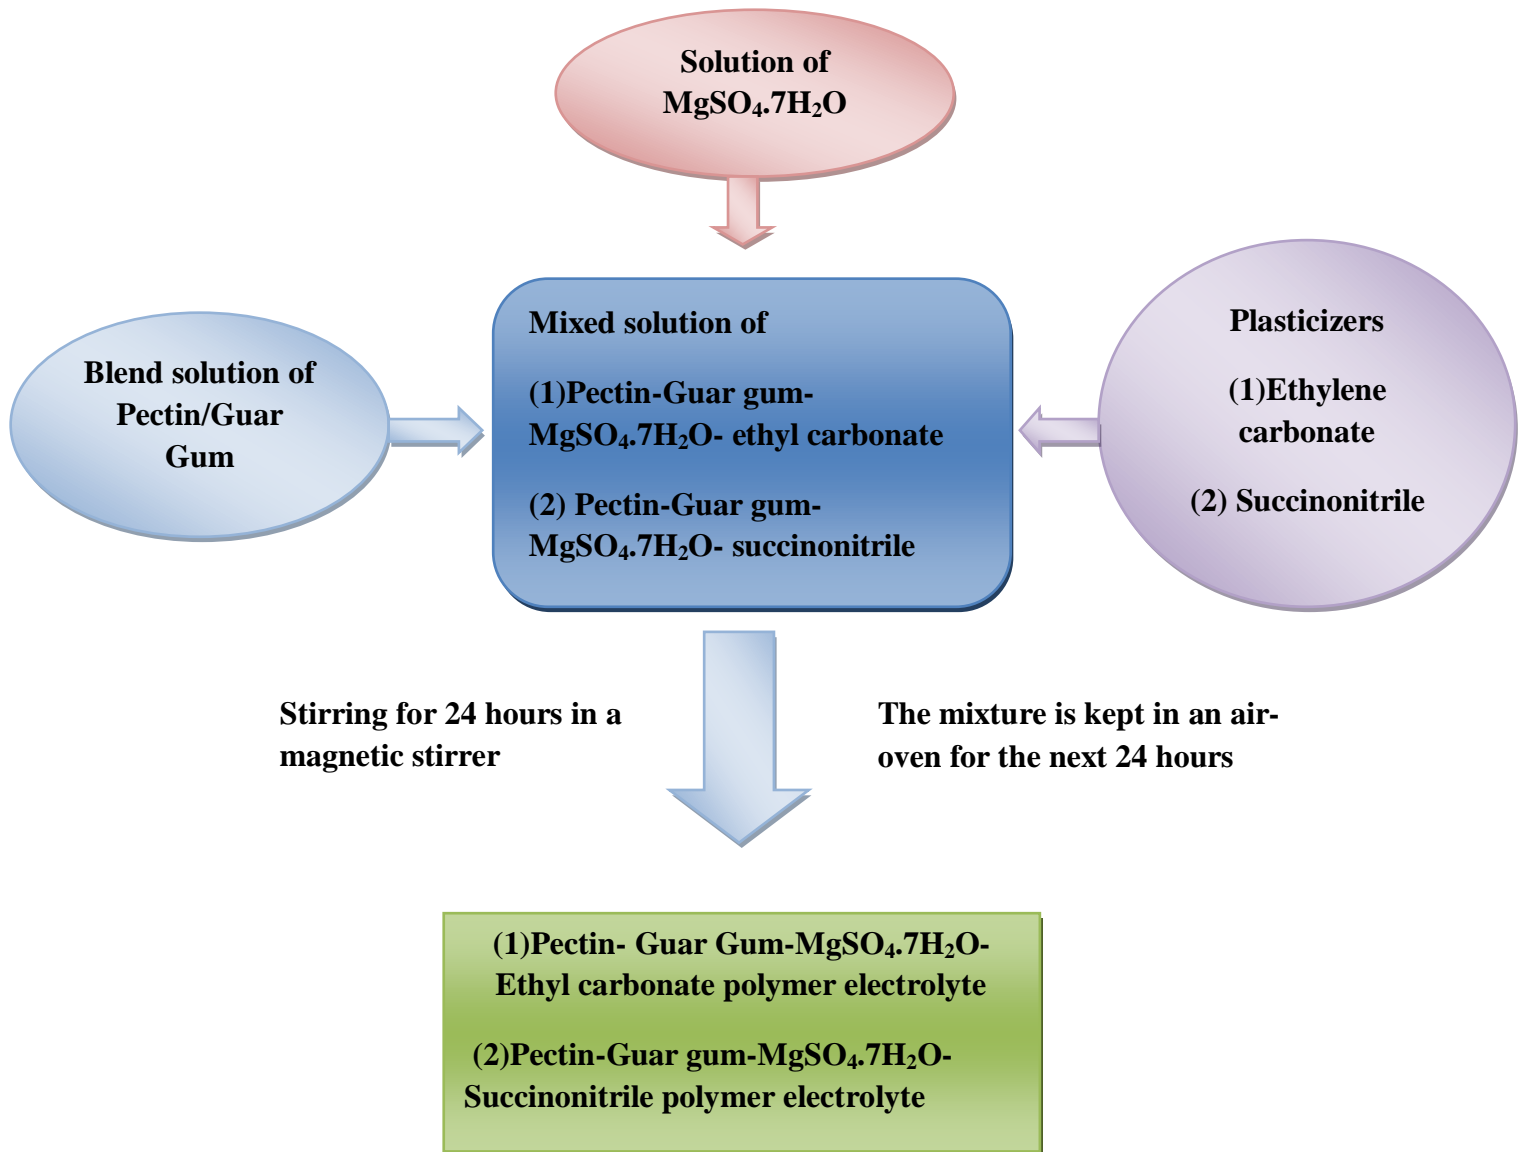 Solution of
MgSO₄.7H₂O
Blend solution of
Pectin/Guar
Gum
Mixed solution of
(1)Pectin-Guar gum-
MgSO₄.7H₂O- ethyl carbonate
(2) Pectin-Guar gum-
MgSO₄.7H₂O- succinonitrile
Plasticizers
(1)Ethylene
carbonate
(2) Succinonitrile
Stirring for 24 hours in a
magnetic stirrer
The mixture is kept in an air-
oven for the next 24 hours
(1)Pectin- Guar Gum-MgSO₄.7H₂O-
Ethyl carbonate polymer electrolyte
(2)Pectin-Guar gum-MgSO₄.7H₂O-
Succinonitrile polymer electrolyte